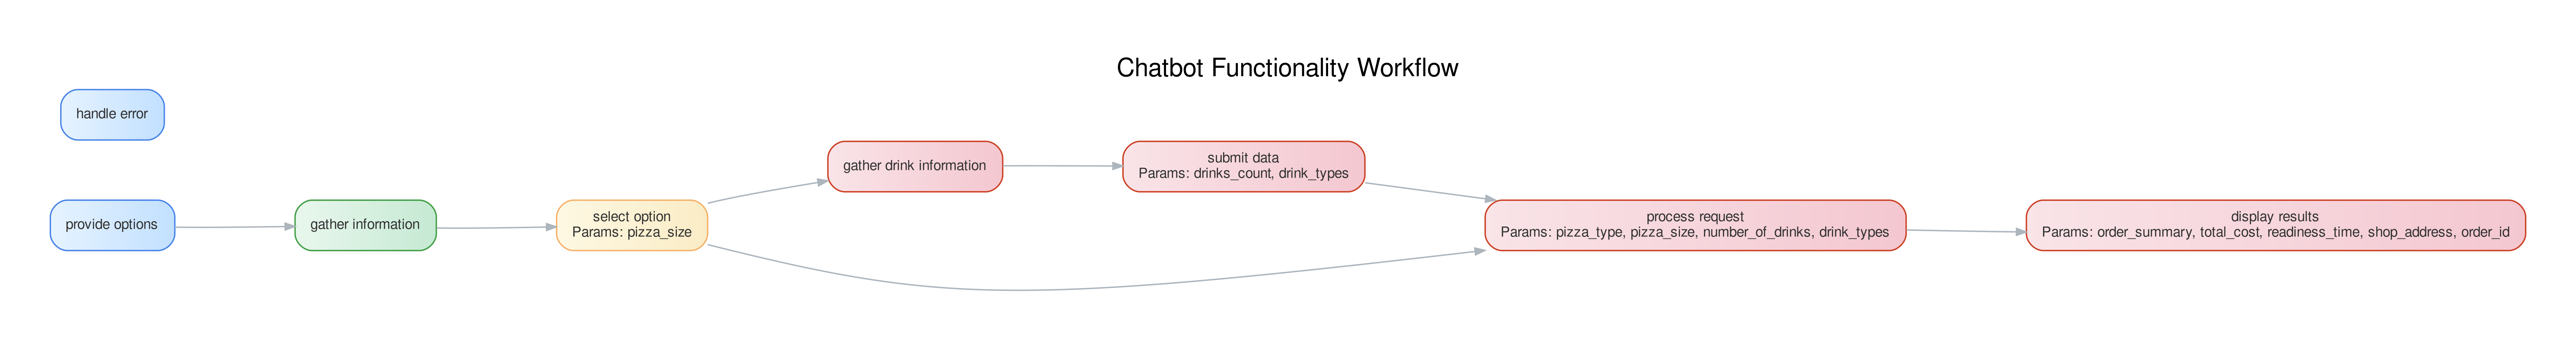 Chatbot Functionality Workflow
handle error
provide options
gather information
select option
Params: pizza_size
gather drink information
submit data
Params: drinks_count, drink_types
process request
Params: pizza_type, pizza_size, number_of_drinks, drink_types
display results
Params: order_summary, total_cost, readiness_time, shop_address, order_id